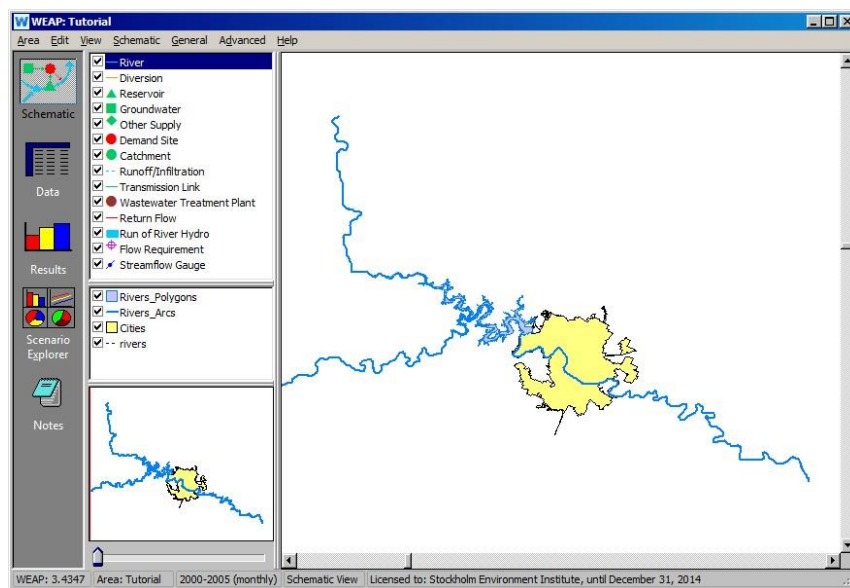 WEAP: Tutorial
Area Edit View Schematic General Advanced Help
Schematic
Data
Results
Scenario
Explorer
Notes
River
Diversion
Reservoir
Groundwater
Other Supply
Demand Site
Catchment
Runoff/Infiltration
Transmission Link
Wastewater Treatment Plant
Return Flow
Run of River Hydro
Flow Requirement
Streamflow Gauge
Rivers_Polygons
Rivers_Arcs
Cities
rivers
WEAP: 3.4347 Area: Tutorial 2000-2005 (monthly) Schematic View Licensed to: Stockholm Environment Institute, until December 31, 2014